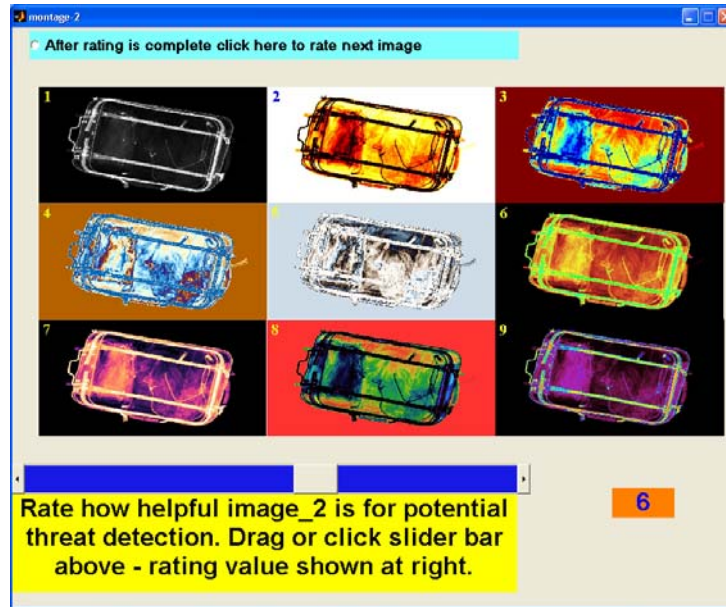 montage-2
After rating is complete click here to rate next image
1
2
3
4
5
6
7
8
9
Rate how helpful image_2 is for potential
threat detection. Drag or click slider bar
above - rating value shown at right.
6